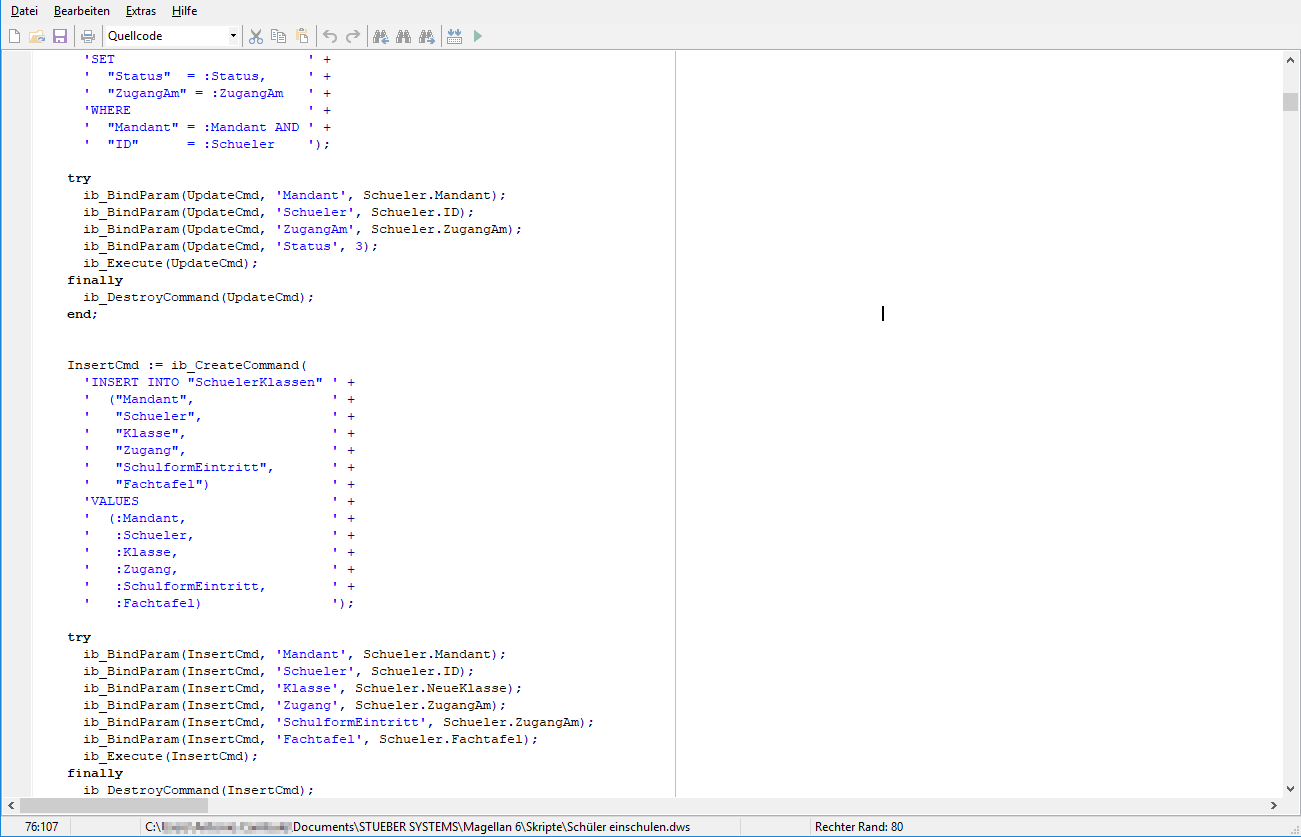 Datei Bearbeiten Extras Hilfe
Quellcode
'SET                        ' +
'  "Status"  = :Status,     ' +
'  "ZugangAm" = :ZugangAm   ' +
'WHERE                      ' +
'  "Mandant" = :Mandant AND ' +
'  "ID"      = :Schueler    ');
try
ib_BindParam(UpdateCmd, 'Mandant', Schueler.Mandant);
ib_BindParam(UpdateCmd, 'Schueler', Schueler.ID);
ib_BindParam(UpdateCmd, 'ZugangAm', Schueler.ZugangAm);
ib_BindParam(UpdateCmd, 'Status', 3);
ib_Execute(UpdateCmd);
finally
ib_DestroyCommand(UpdateCmd);
end;
InsertCmd := ib_CreateCommand(
'INSERT INTO "SchuelerKlassen" ' +
'  ("Mandant",                 ' +
'   "Schueler",                ' +
'   "Klasse",                  ' +
'   "Zugang",                  ' +
'   "SchulformEintritt",       ' +
'   "Fachtafel")               ' +
'VALUES                        ' +
'  (:Mandant,                  ' +
'   :Schueler,                 ' +
'   :Klasse,                   ' +
'   :Zugang,                   ' +
'   :SchulformEintritt,        ' +
'   :Fachtafel)                ');
try
ib_BindParam(InsertCmd, 'Mandant', Schueler.Mandant);
ib_BindParam(InsertCmd, 'Schueler', Schueler.ID);
ib_BindParam(InsertCmd, 'Klasse', Schueler.NeueKlasse);
ib_BindParam(InsertCmd, 'Zugang', Schueler.ZugangAm);
ib_BindParam(InsertCmd, 'SchulformEintritt', Schueler.ZugangAm);
ib_BindParam(InsertCmd, 'Fachtafel', Schueler.Fachtafel);
ib_Execute(InsertCmd);
finally
ib_DestroyCommand(InsertCmd);
76:107 C:\ Documents\STUEBER SYSTEMS\Magellan 6\Skripte\Schüler einschulen.dws Rechter Rand: 80